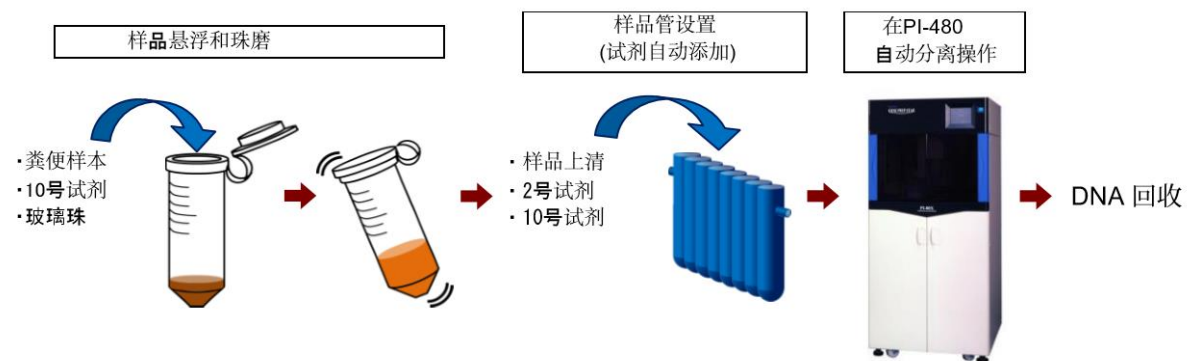 样品悬浮和珠磨
样品管设置
(试剂自动添加)
在PI-480
自动分离操作
·粪便样本
·10号试剂
·玻璃珠
· 样品上清
· 2号试剂
· 10号试剂
DNA 回收